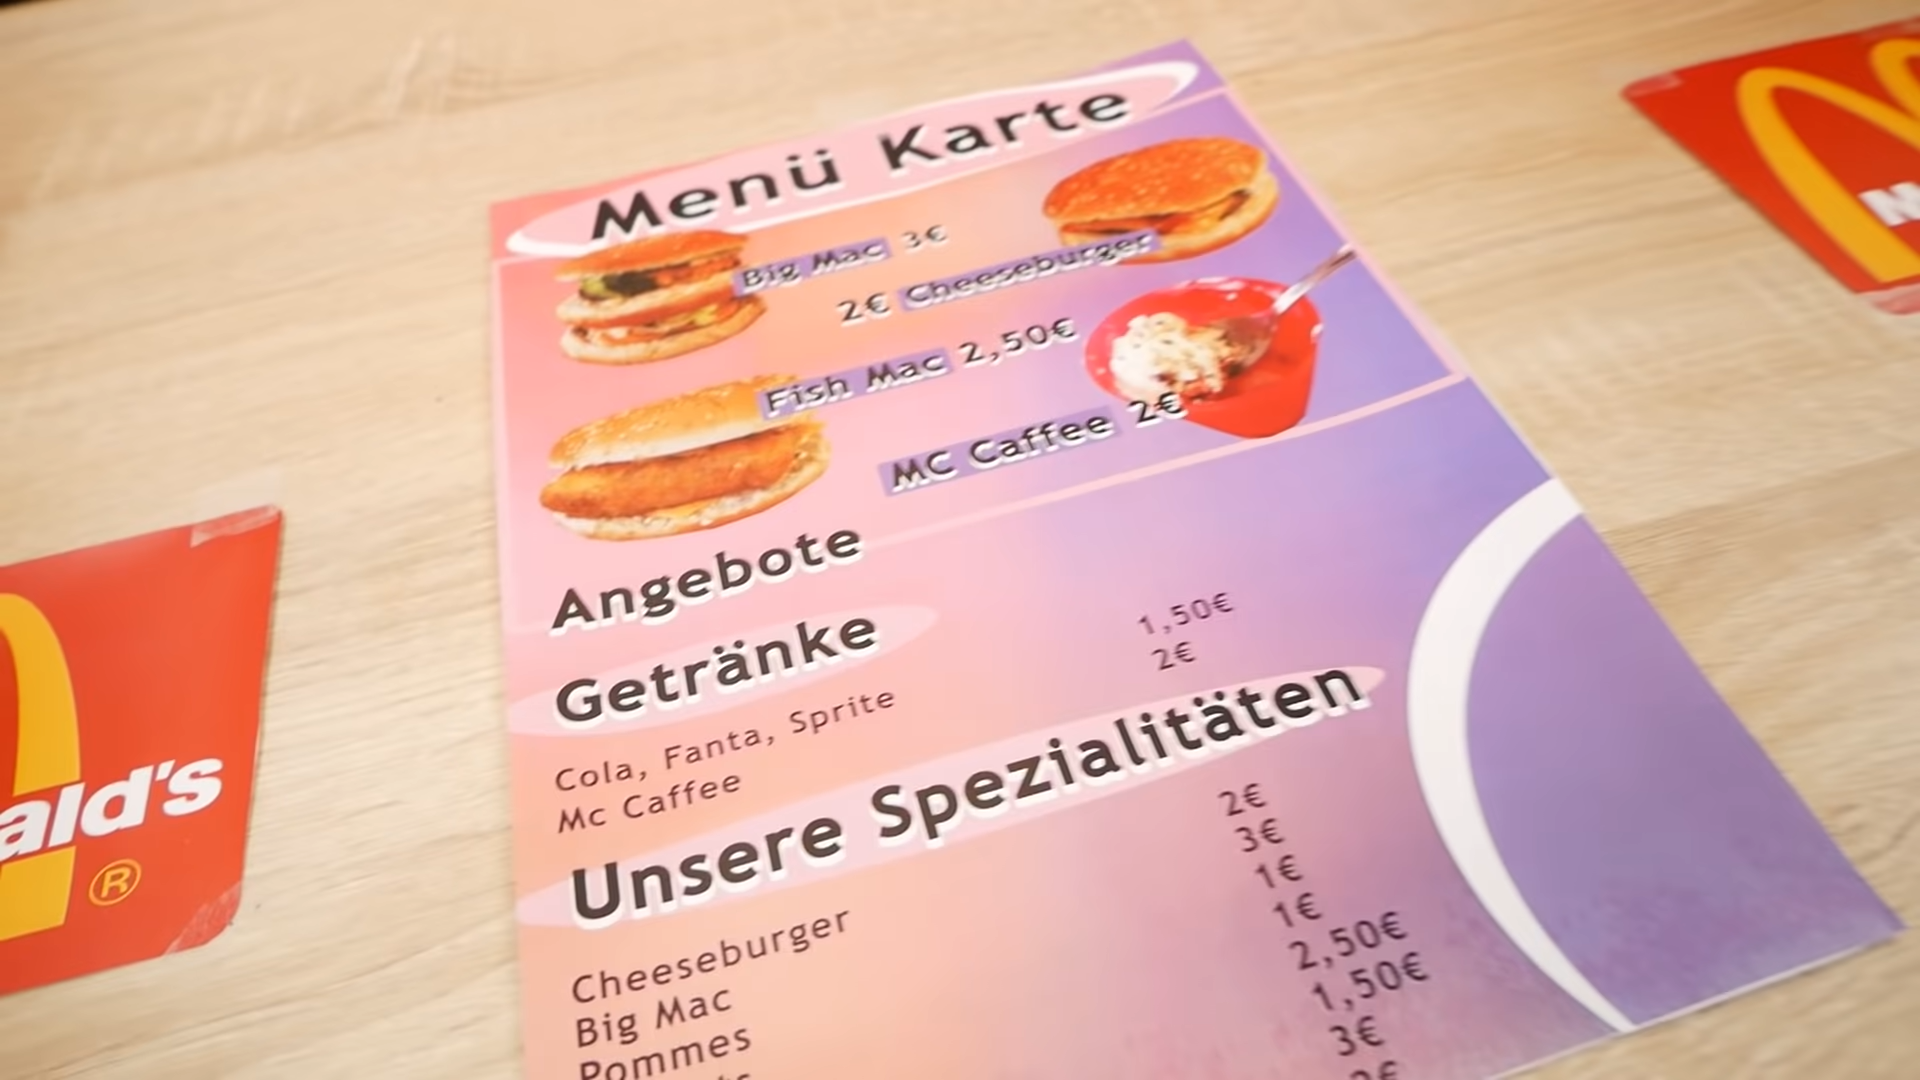 Menü Karte
Big Mac 3€
2€ Cheeseburger
Fish Mac 2,50€
MC Caffee 2€
Angebote
Getränke
Cola, Fanta, Sprite 1,50€
Mc Caffee 2€
Unsere Spezialitäten
Cheeseburger 2€
Big Mac 3€
Pommes 1€
1€
2,50€
1,50€
3€
ald's
®